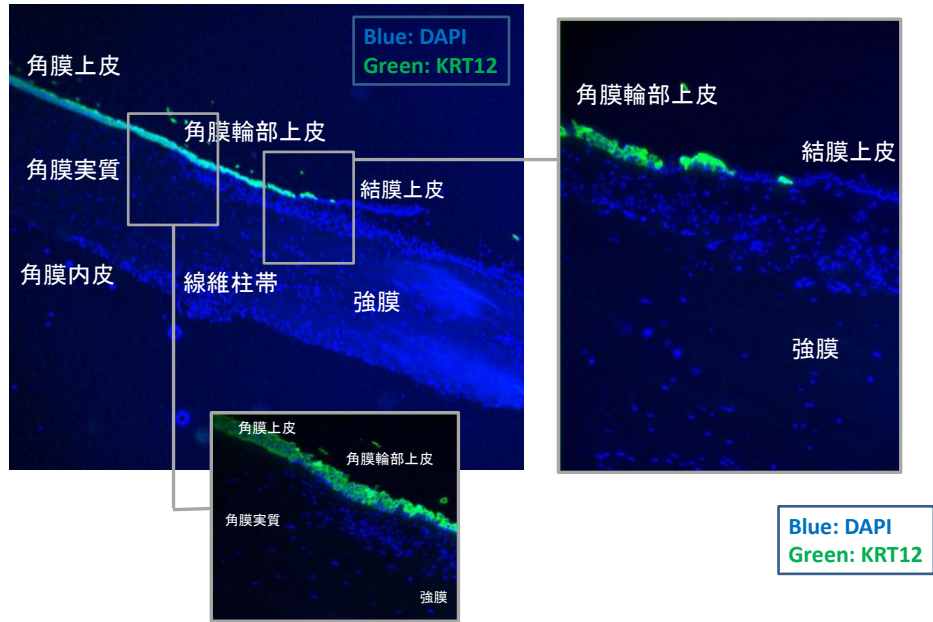 Blue: DAPI
Green: KRT12
角膜上皮
角膜輪部上皮
角膜実質
結膜上皮
角膜内皮
線維柱帯
強膜
角膜輪部上皮
結膜上皮
強膜
角膜上皮
角膜輪部上皮
角膜実質
強膜
Blue: DAPI
Green: KRT12